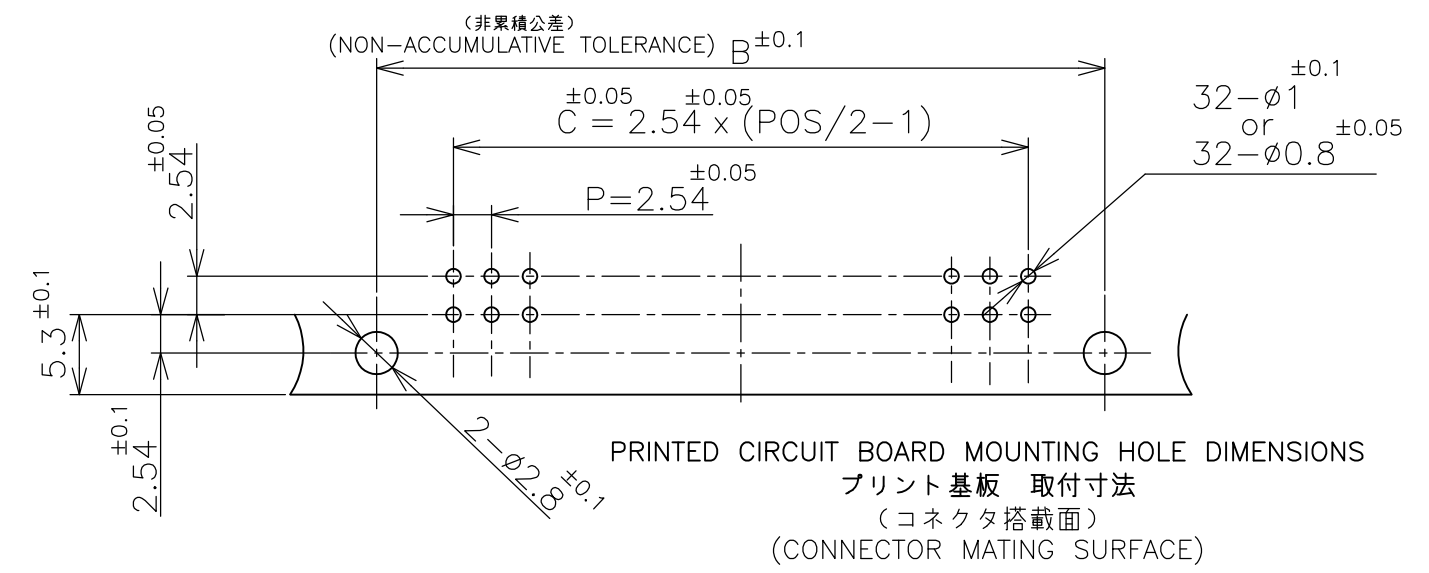 （非累積公差）
(NON-ACCUMULATIVE TOLERANCE) B±0.1
±0.05 ±0.05
C = 2.54 x (POS/2-1)
±0.05
P=2.54
±0.1
32-ø1
or
±0.05
32-ø0.8
±0.05
2.54
±0.1
5.3
±0.1
2.54
2-ø2.8±0.1
PRINTED CIRCUIT BOARD MOUNTING HOLE DIMENSIONS
プリント基板　取付寸法
（コネクタ搭載面）
(CONNECTOR MATING SURFACE)